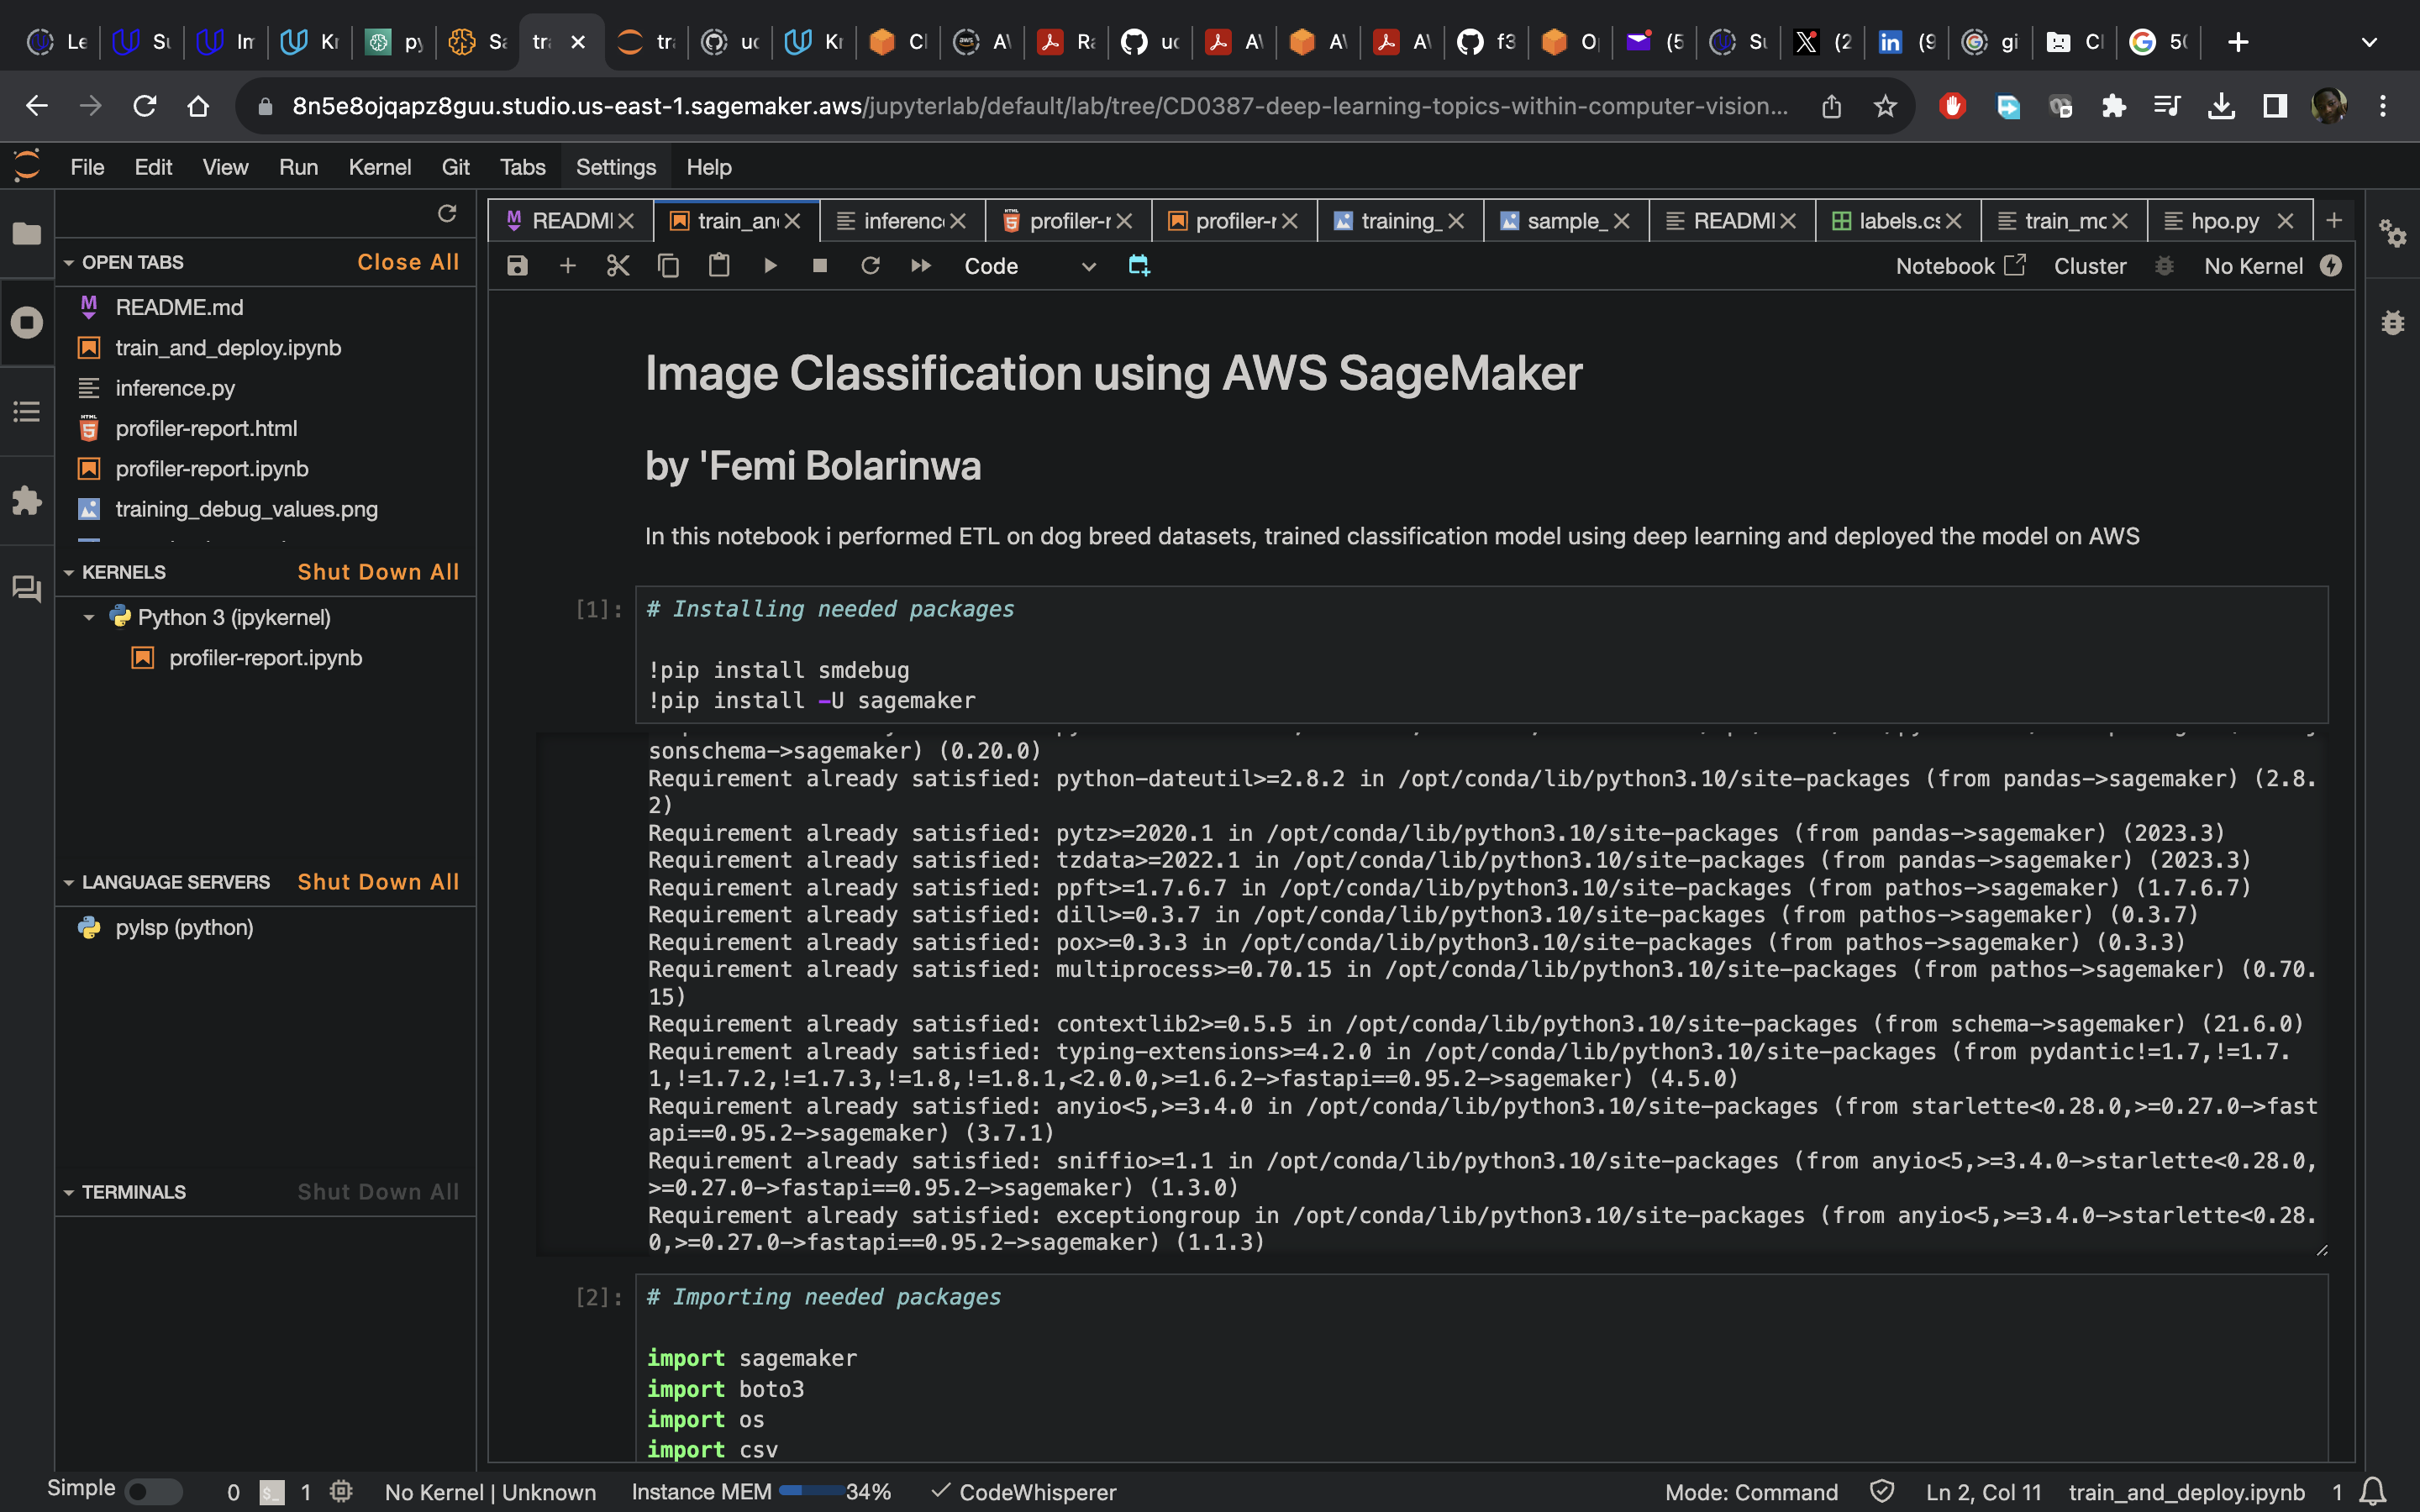 Le
Su
In
Kn
py
Sa
tra
tra
uc
Kn
Cl
A\
Ra
uc
A\
A\
A\
f3
O
(5
Su
(2
(9
gi
Cl
50
8n5e8ojqapz8guu.studio.us-east-1.sagemaker.aws/jupyterlab/default/lab/tree/CD0387-deep-learning-topics-within-computer-vision...
File Edit View Run Kernel Git Tabs Settings Help
READMI train_an inferenc profiler-r profiler-r training_ sample_ READMI labels.cs train_mc hpo.py
Code Notebook Cluster No Kernel
OPEN TABS Close All
README.md
train_and_deploy.ipynb
inference.py
profiler-report.html
profiler-report.ipynb
training_debug_values.png
KERNELS Shut Down All
Python 3 (ipykernel)
profiler-report.ipynb
LANGUAGE SERVERS Shut Down All
pylsp (python)
TERMINALS Shut Down All
Image Classification using AWS SageMaker
by 'Femi Bolarinwa
In this notebook i performed ETL on dog breed datasets, trained classification model using deep learning and deployed the model on AWS
[1]: # Installing needed packages
!pip install smdebug
!pip install -U sagemaker
sonschema->sagemaker) (0.20.0)
Requirement already satisfied: python-dateutil>=2.8.2 in /opt/conda/lib/python3.10/site-packages (from pandas->sagemaker) (2.8.
2)
Requirement already satisfied: pytz>=2020.1 in /opt/conda/lib/python3.10/site-packages (from pandas->sagemaker) (2023.3)
Requirement already satisfied: tzdata>=2022.1 in /opt/conda/lib/python3.10/site-packages (from pandas->sagemaker) (2023.3)
Requirement already satisfied: ppft>=1.7.6.7 in /opt/conda/lib/python3.10/site-packages (from pathos->sagemaker) (1.7.6.7)
Requirement already satisfied: dill>=0.3.7 in /opt/conda/lib/python3.10/site-packages (from pathos->sagemaker) (0.3.7)
Requirement already satisfied: pox>=0.3.3 in /opt/conda/lib/python3.10/site-packages (from pathos->sagemaker) (0.3.3)
Requirement already satisfied: multiprocess>=0.70.15 in /opt/conda/lib/python3.10/site-packages (from pathos->sagemaker) (0.70.
15)
Requirement already satisfied: contextlib2>=0.5.5 in /opt/conda/lib/python3.10/site-packages (from schema->sagemaker) (21.6.0)
Requirement already satisfied: typing-extensions>=4.2.0 in /opt/conda/lib/python3.10/site-packages (from pydantic!=1.7,!=1.7.
1,!=1.7.2,!=1.7.3,!=1.8,!=1.8.1,<2.0.0,>=1.6.2->fastapi==0.95.2->sagemaker) (4.5.0)
Requirement already satisfied: anyio<5,>=3.4.0 in /opt/conda/lib/python3.10/site-packages (from starlette<0.28.0,>=0.27.0->fast
api==0.95.2->sagemaker) (3.7.1)
Requirement already satisfied: sniffio>=1.1 in /opt/conda/lib/python3.10/site-packages (from anyio<5,>=3.4.0->starlette<0.28.0,
>=0.27.0->fastapi==0.95.2->sagemaker) (1.3.0)
Requirement already satisfied: exceptiongroup in /opt/conda/lib/python3.10/site-packages (from anyio<5,>=3.4.0->starlette<0.28.
0,>=0.27.0->fastapi==0.95.2->sagemaker) (1.1.3)
[2]: # Importing needed packages
import sagemaker
import boto3
import os
import csv
Simple 0 1 No Kernel | Unknown Instance MEM 34% CodeWhisperer Mode: Command Ln 2, Col 11 train_and_deploy.ipynb 1